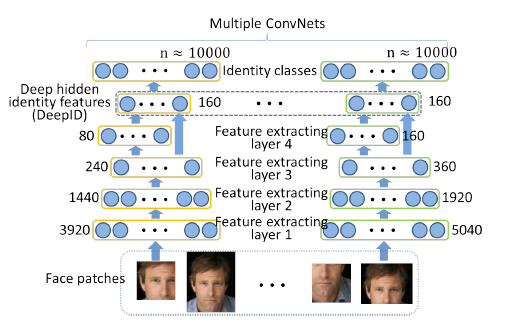 Multiple ConvNets
n ≈ 10000
n ≈ 10000
Identity classes
Deep hidden
identity features
(DeepID)
160
• • •
160
80
Feature extracting
layer 4
160
240
Feature extracting
layer 3
360
1440
Feature extracting
layer 2
1920
3920
Feature extracting
layer 1
5040
Face patches